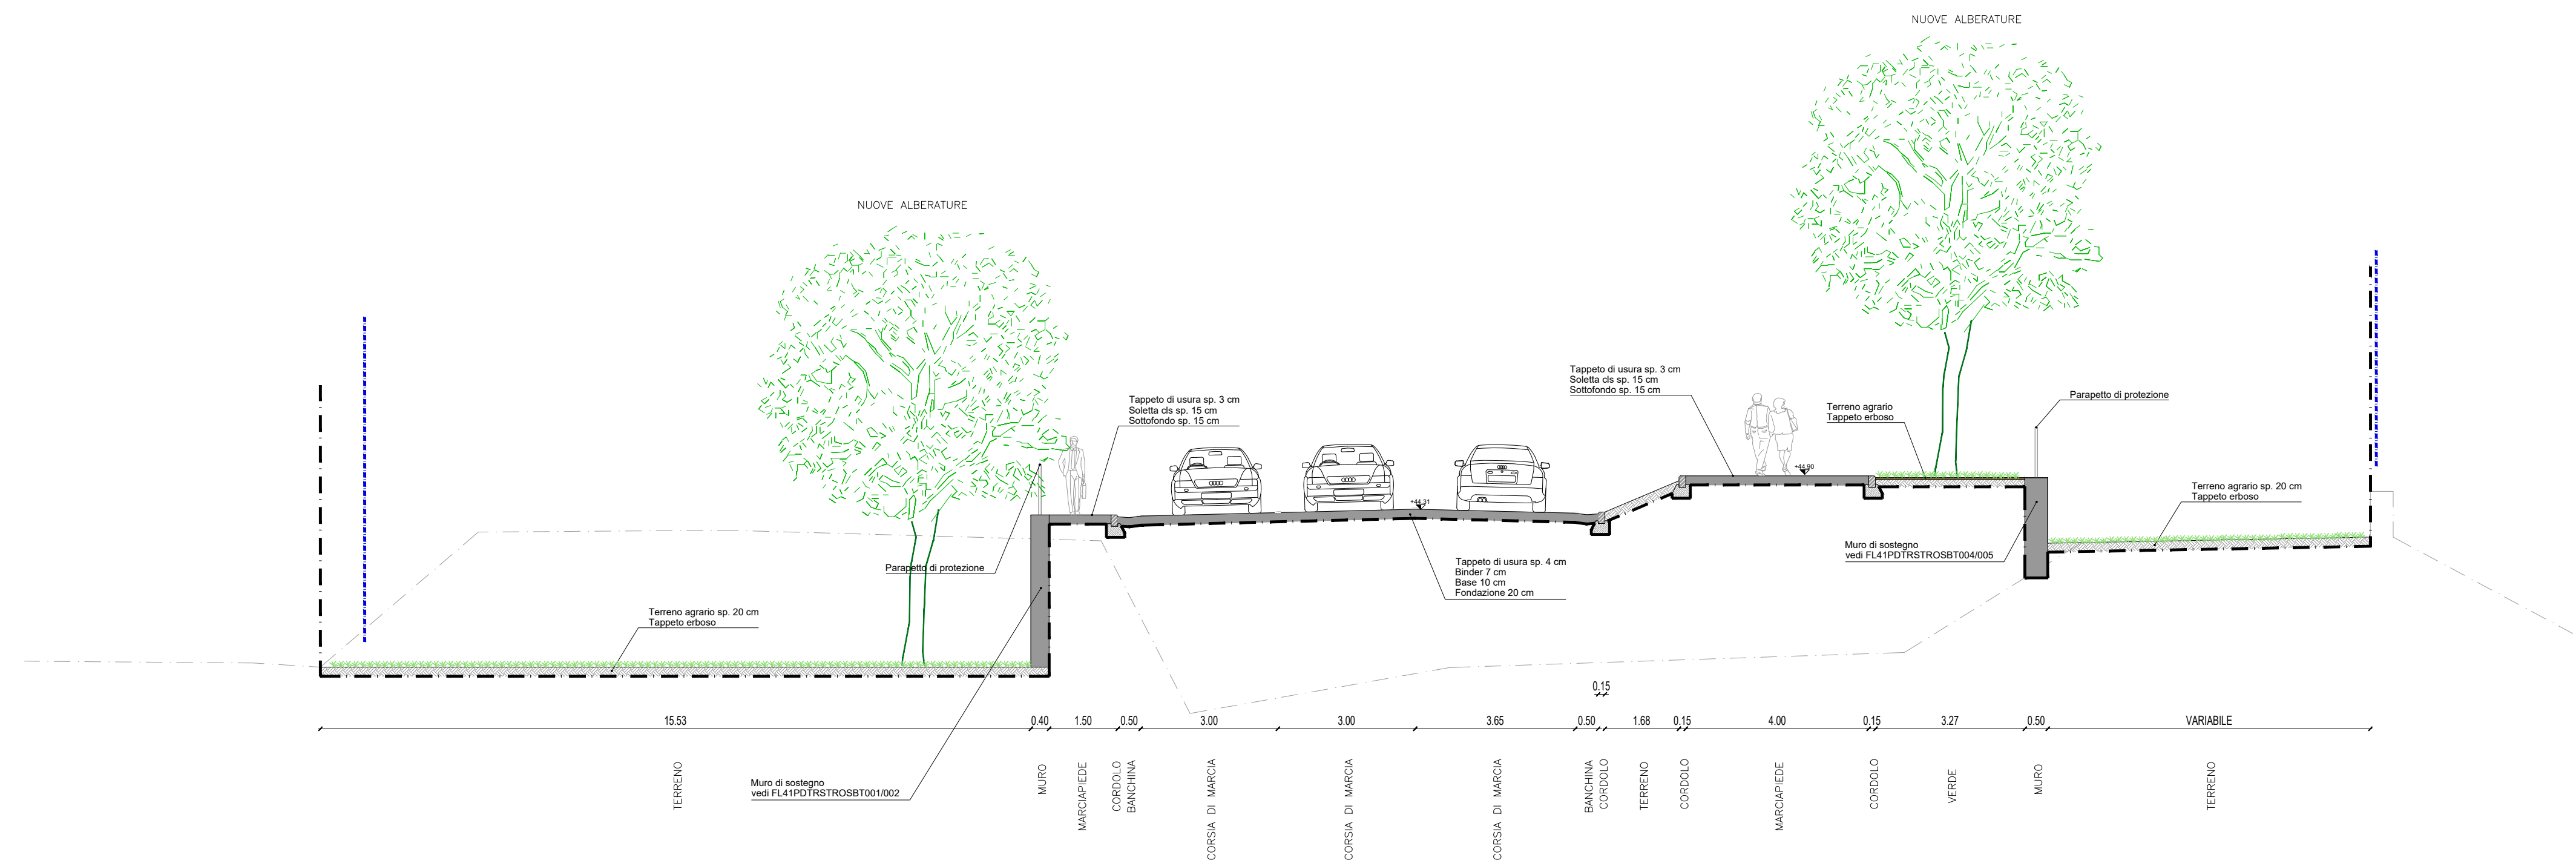 NUOVE ALBERATURE
NUOVE ALBERATURE
Tappeto di usura sp. 3 cm
Soletta cls sp. 15 cm
Sottofondo sp. 15 cm
Tappeto di usura sp. 3 cm
Soletta cls sp. 15 cm
Sottofondo sp. 15 cm
Terreno agrario
Tappeto erboso
Parapetto di protezione
+44.90
+44.31
Terreno agrario sp. 20 cm
Tappeto erboso
Muro di sostegno
vedi FL41PDTRSTROSBT004/005
Parapetto di protezione
Tappeto di usura sp. 4 cm
Binder 7 cm
Base 10 cm
Fondazione 20 cm
Terreno agrario sp. 20 cm
Tappeto erboso
0.15
15.53 0.40 1.50 0.50 3.00 3.00 3.65 0.50 1.68 0.15 4.00 0.15 3.27 0.50 VARIABILE
Muro di sostegno
vedi FL41PDTRSTROSBT001/002
TERRENO
MURO
MARCIAPIEDE
CORDOLO
BANCHINA
CORSIA DI MARCIA
CORSIA DI MARCIA
CORSIA DI MARCIA
BANCHINA
CORDOLO
TERRENO
CORDOLO
MARCIAPIEDE
CORDOLO
VERDE
MURO
TERRENO